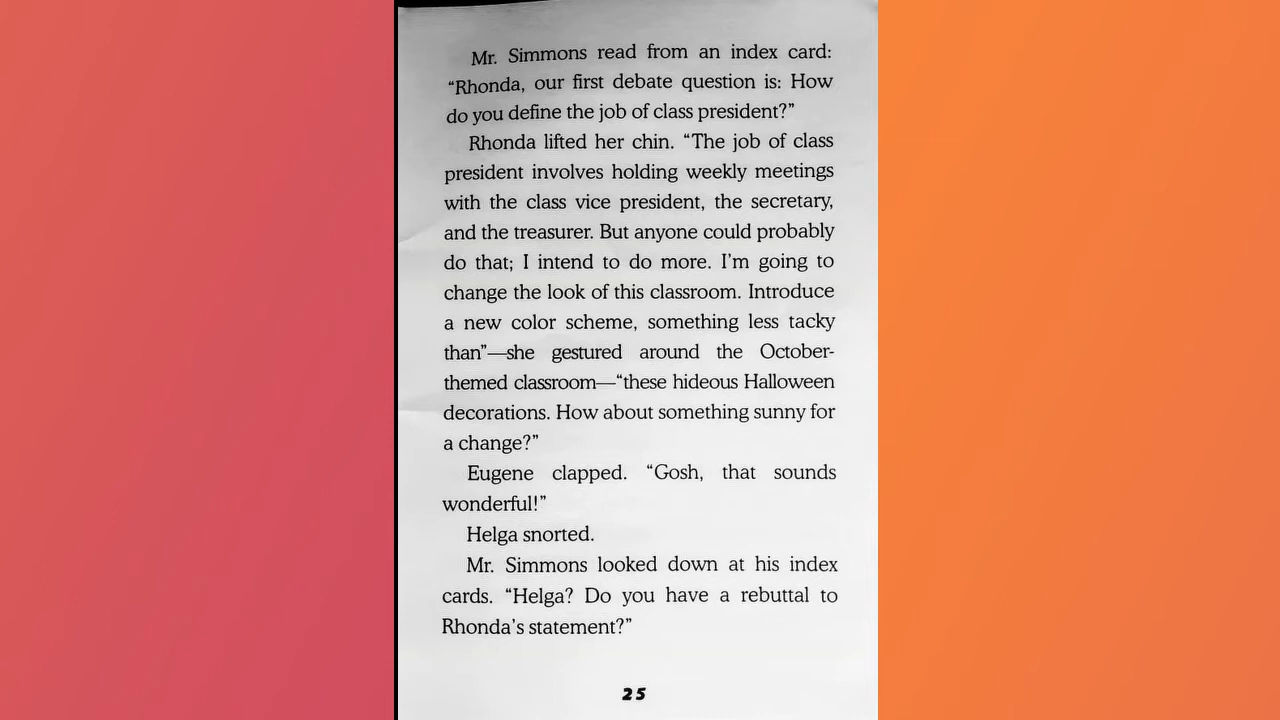 Mr. Simmons read from an index card:
“Rhonda, our first debate question is: How
do you define the job of class president?”
Rhonda lifted her chin. “The job of class
president involves holding weekly meetings
with the class vice president, the secretary,
and the treasurer. But anyone could probably
do that; I intend to do more. I’m going to
change the look of this classroom. Introduce
a new color scheme, something less tacky
than”—she gestured around the October-
themed classroom—“these hideous Halloween
decorations. How about something sunny for
a change?”
Eugene clapped. “Gosh, that sounds
wonderful!”
Helga snorted.
Mr. Simmons looked down at his index
cards. “Helga? Do you have a rebuttal to
Rhonda’s statement?”
25